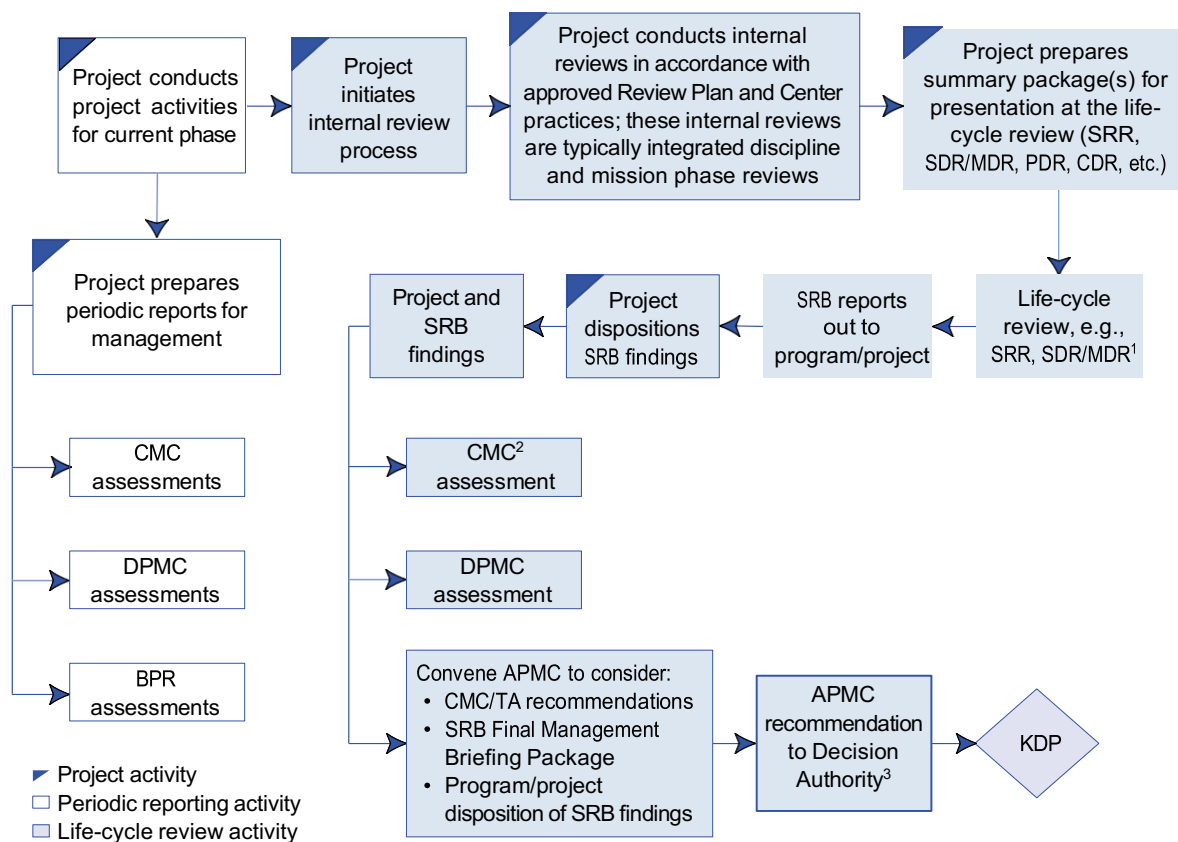 Project conducts
project activities
for current phase
Project
initiates
internal review
process
Project conducts internal
reviews in accordance with
approved Review Plan and Center
practices; these internal reviews
are typically integrated discipline
and mission phase reviews
Project prepares
summary package(s) for
presentation at the life-
cycle review (SRR,
SDR/MDR, PDR, CDR, etc.)
Project prepares
periodic reports for
management
Project and
SRB
findings
Project
dispositions
SRB findings
SRB reports
out to
program/project
Life-cycle
review, e.g.,
SRR, SDR/MDR¹
CMC
assessments
CMC²
assessment
DPMC
assessments
DPMC
assessment
BPR
assessments
Convene APMC to consider:
• CMC/TA recommendations
• SRB Final Management
Briefing Package
• Program/project
disposition of SRB findings
APMC
recommendation
to Decision
Authority³
KDP
Project activity
Periodic reporting activity
Life-cycle review activity